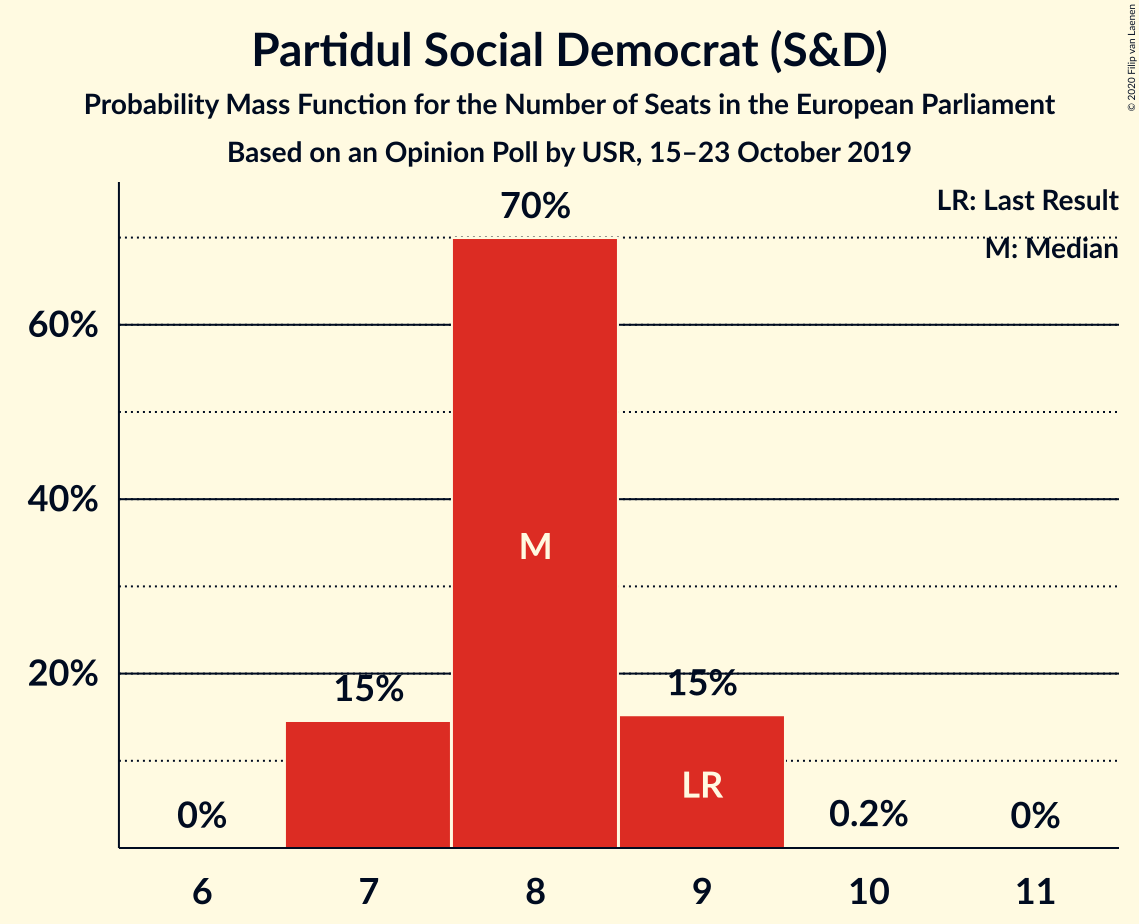 Partidul Social Democrat (S&D)
Probability Mass Function for the Number of Seats in the European Parliament
Based on an Opinion Poll by USR, 15–23 October 2019
© 2020 Filip van Laenen
LR: Last Result
M: Median
60%
40%
20%
0%
15%
70%
M
15%
LR
0.2%
0%
6
7
8
9
10
11